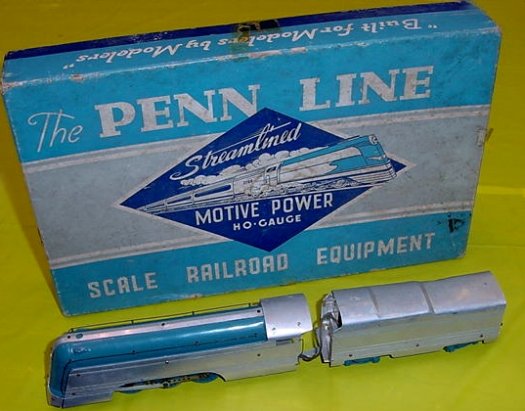 "Built for Modelers by Modelers"
The PENN LINE
Streamlined
MOTIVE POWER
HO-GAUGE
SCALE RAILROAD EQUIPMENT